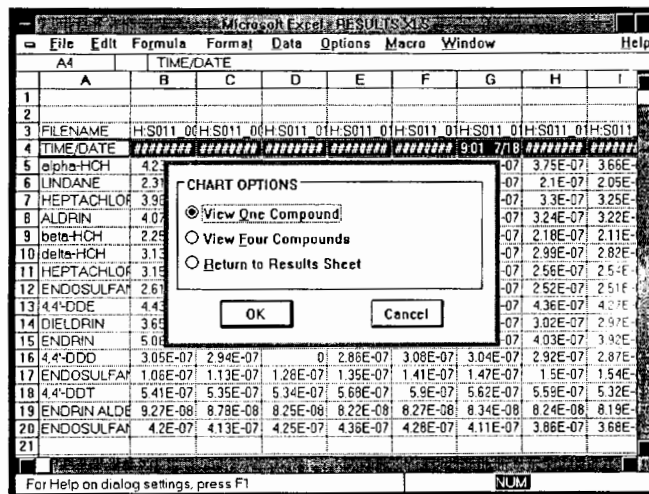 Microsoft Excel - RESULTS.XLS
File Edit Formula Format Data Options Macro Window Help
A4 TIME/DATE
A B C D E F G H I
1
2
3 FILENAME H:S011_0 H:S011_0 H:S011_01 H:S011_01 H:S011_01 H:S011_01 H:S011_01 H:S011
4 TIME/DATE ######## ######## ######## ######## ######## 9:01 7/18 ######## ########
5 alpha-HCH 4.2 -07 3.75E-07 3.66E-
6 LINDANE 2.31 -07 2.1E-07 2.05E-
7 HEPTACHLOR 3.9 -07 3.3E-07 3.25E-
8 ALDRIN 4.07 -07 3.24E-07 3.22E-
9 beta-HCH 2.25 -07 2.18E-07 2.11E-
10 delta-HCH 3.13 -07 2.99E-07 2.82E-
11 HEPTACHLOR 3.15 -07 2.56E-07 2.54E-
12 ENDOSULFAN 2.61 -07 2.52E-07 2.51E-
13 4,4'-DDE 4.43 -07 4.36E-07 4.27E-
14 DIELDRIN 3.65 -07 3.02E-07 2.97E-
15 ENDRIN 5.0 -07 4.03E-07 3.92E-
CHART OPTIONS
View One Compound
View Four Compounds
Return to Results Sheet
OK Cancel
16 4,4'-DDD 3.05E-07 2.94E-07 0 2.86E-07 3.08E-07 3.04E-07 2.92E-07 2.87E-
17 ENDOSULFAN 1.06E-07 1.13E-07 1.28E-07 1.35E-07 1.41E-07 1.47E-07 1.5E-07 1.54E-
18 4,4'-DDT 5.41E-07 5.35E-07 5.34E-07 5.68E-07 5.9E-07 5.62E-07 5.59E-07 5.32E-
19 ENDRIN ALDE 9.27E-08 8.78E-08 8.25E-08 8.22E-08 8.27E-08 8.34E-08 8.24E-08 8.19E-
20 ENDOSULFAN 4.2E-07 4.13E-07 4.25E-07 4.36E-07 4.28E-07 4.11E-07 3.86E-07 3.68E-
21
For Help on dialog settings, press F1 NUM